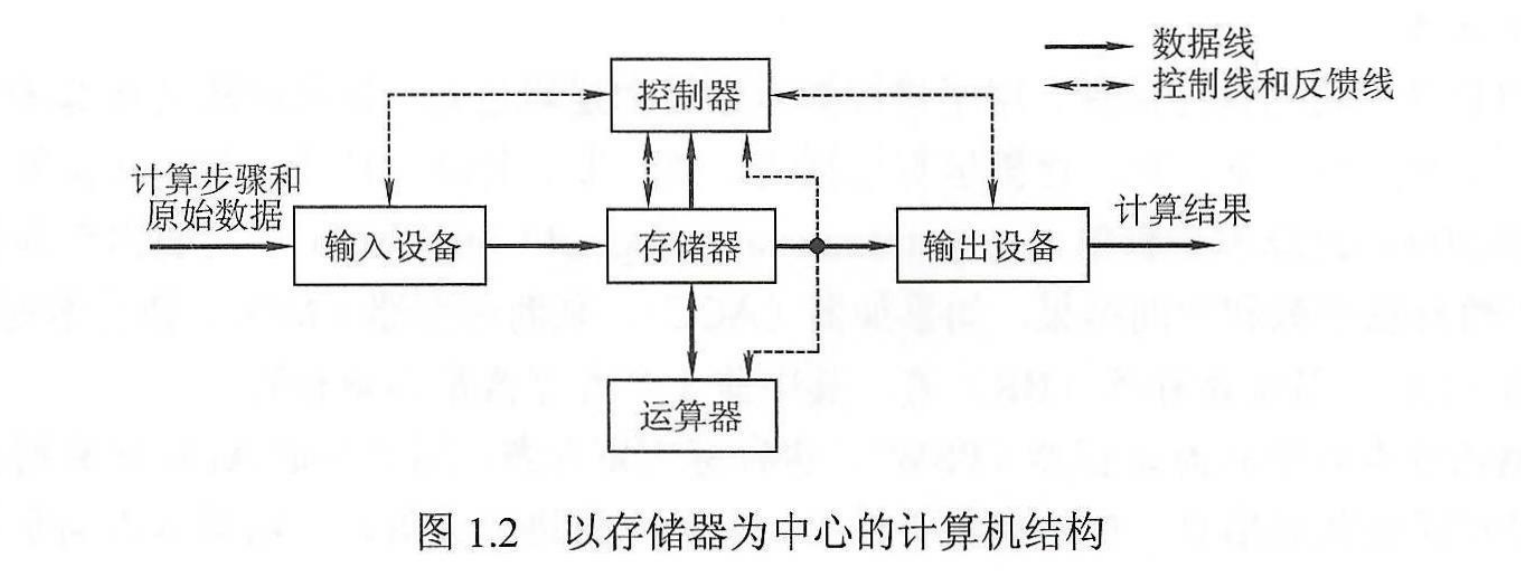 数据线
控制线和反馈线
控制器
计算步骤和
原始数据
输入设备
存储器
输出设备
计算结果
运算器
图 1.2 以存储器为中心的计算机结构